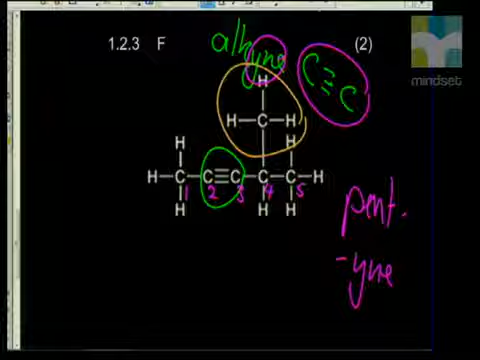 1.2.3 F (2)
alkyne
C≡C
mindset
H
H-C-H
H H
H-C-C≡C-C-C-H
1 2 3 4 5
H H H
pent.
-yne